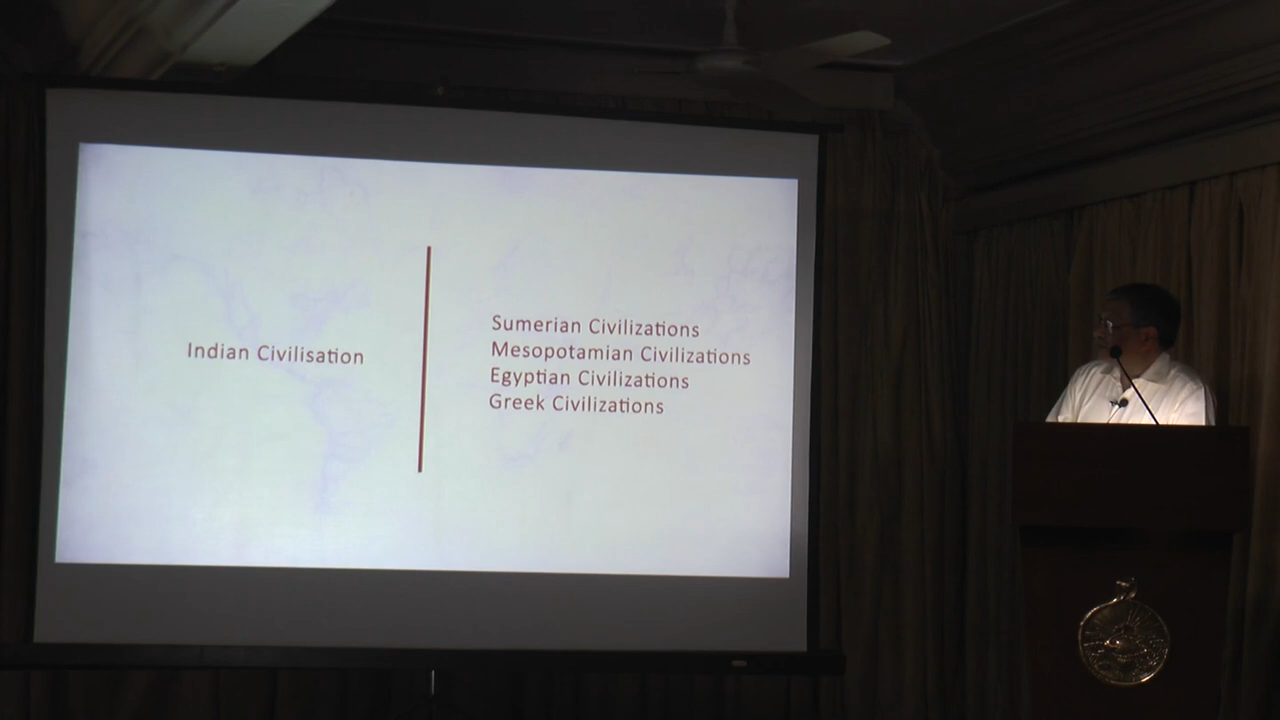 Indian Civilisation
Sumerian Civilizations
Mesopotamian Civilizations
Egyptian Civilizations
Greek Civilizations